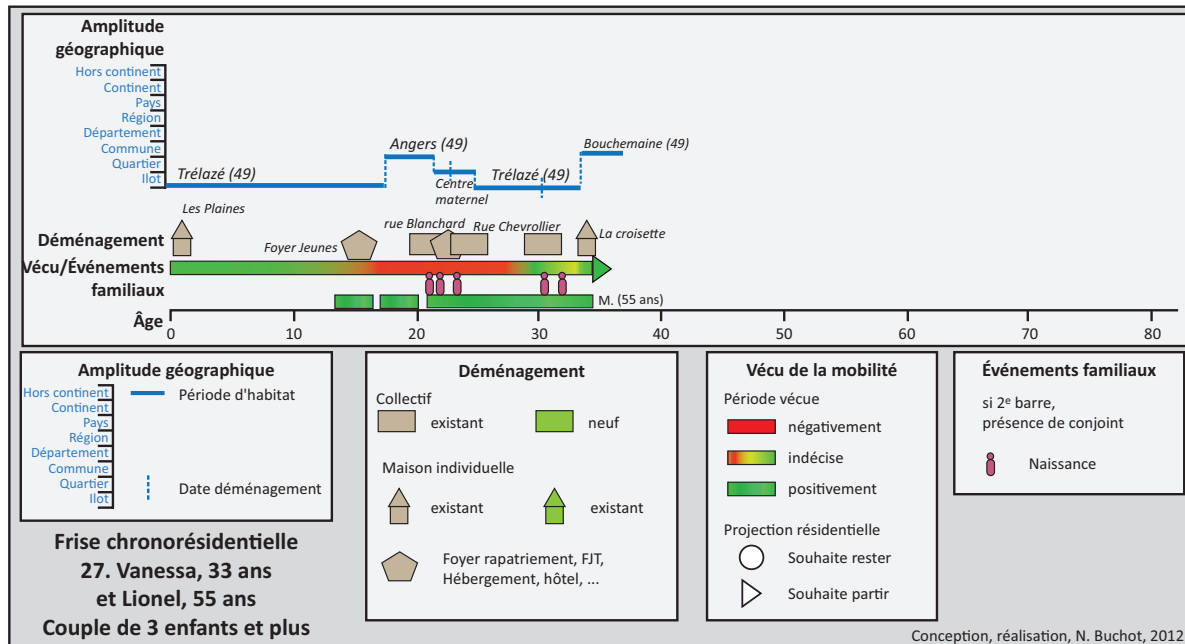 Amplitude
géographique
Hors continent
Continent
Pays
Région
Département
Commune
Quartier
Ilot
Trélazé (49)
Angers (49)
Centre
maternel
Trélazé (49)
Bouchemaine (49)
Les Plaines
Foyer Jeunes
rue Blanchard
Rue Chevrollier
La croisette
Déménagement
Vécu/Événements
familiaux
M. (55 ans)
Âge
0 10 20 30 40 50 60 70 80
Amplitude géographique
Hors continent
Continent
Pays
Région
Département
Commune
Quartier
Ilot
Période d'habitat
Date déménagement
Frise chronorésidentielle
27. Vanessa, 33 ans
et Lionel, 55 ans
Couple de 3 enfants et plus
Déménagement
Collectif
existant neuf
Maison individuelle
existant existant
Foyer rapatriement, FJT,
Hébergement, hôtel, ...
Vécu de la mobilité
Période vécue
négativement
indécise
positivement
Projection résidentielle
Souhaite rester
Souhaite partir
Événements familiaux
si 2e barre,
présence de conjoint
Naissance
Conception, réalisation, N. Buchot, 2012